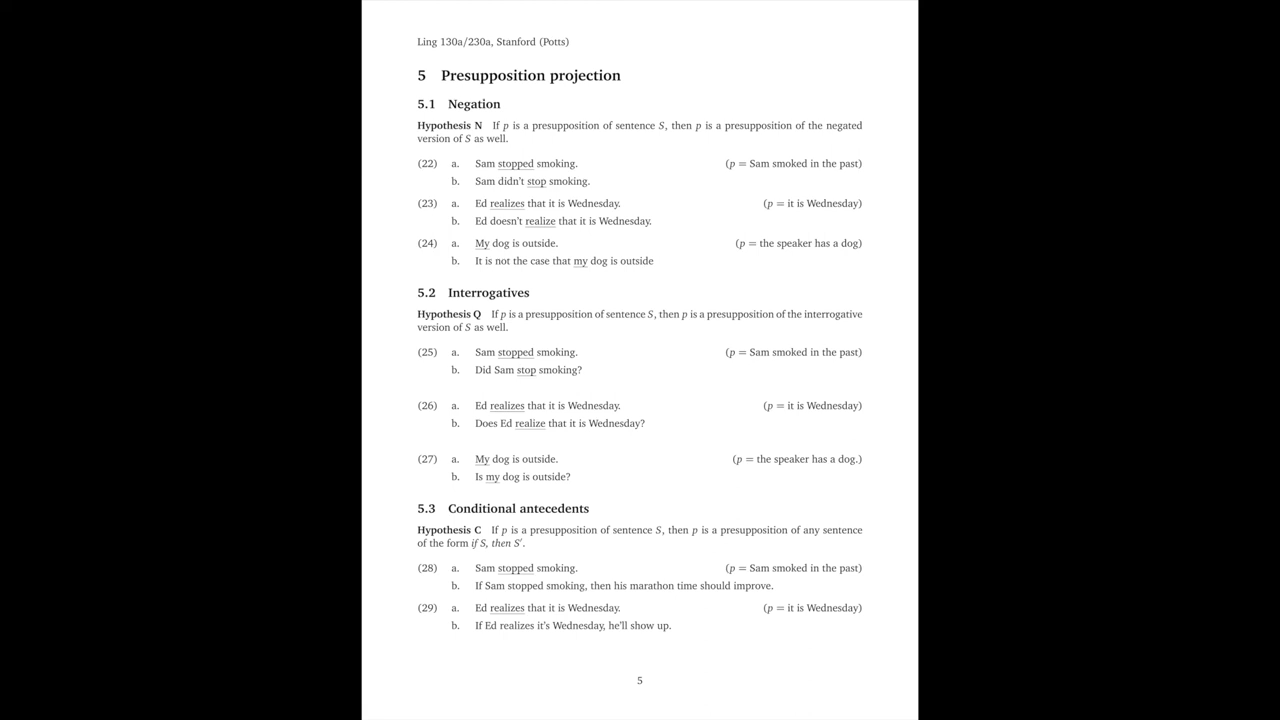 Ling 130a/230a, Stanford (Potts)
5 Presupposition projection
5.1 Negation
Hypothesis N If p is a presupposition of sentence S, then p is a presupposition of the negated
version of S as well.
(22) a. Sam stopped smoking. (p = Sam smoked in the past)
b. Sam didn't stop smoking.
(23) a. Ed realizes that it is Wednesday. (p = it is Wednesday)
b. Ed doesn't realize that it is Wednesday.
(24) a. My dog is outside. (p = the speaker has a dog)
b. It is not the case that my dog is outside
5.2 Interrogatives
Hypothesis Q If p is a presupposition of sentence S, then p is a presupposition of the interrogative
version of S as well.
(25) a. Sam stopped smoking. (p = Sam smoked in the past)
b. Did Sam stop smoking?
(26) a. Ed realizes that it is Wednesday. (p = it is Wednesday)
b. Does Ed realize that it is Wednesday?
(27) a. My dog is outside. (p = the speaker has a dog.)
b. Is my dog is outside?
5.3 Conditional antecedents
Hypothesis C If p is a presupposition of sentence S, then p is a presupposition of any sentence
of the form if S, then S′.
(28) a. Sam stopped smoking. (p = Sam smoked in the past)
b. If Sam stopped smoking, then his marathon time should improve.
(29) a. Ed realizes that it is Wednesday. (p = it is Wednesday)
b. If Ed realizes it's Wednesday, he'll show up.
5